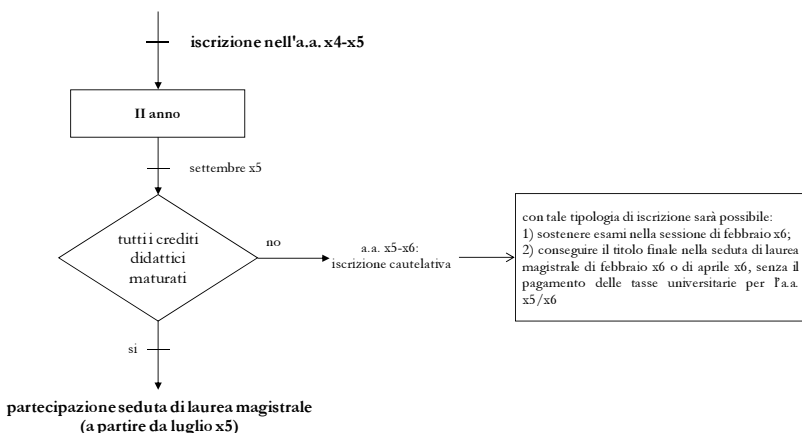 iscrizione nell'a.a. x4-x5
II anno
settembre x5
tutti i crediti
didattici
maturati
no
a.a. x5-x6:
iscrizione cautelativa
con tale tipologia di iscrizione sarà possibile:
1) sostenere esami nella sessione di febbraio x6;
2) conseguire il titolo finale nella seduta di laurea
magistrale di febbraio x6 o di aprile x6, senza il
pagamento delle tasse universitarie per l'a.a.
x5/x6
si
partecipazione seduta di laurea magistrale
(a partire da luglio x5)